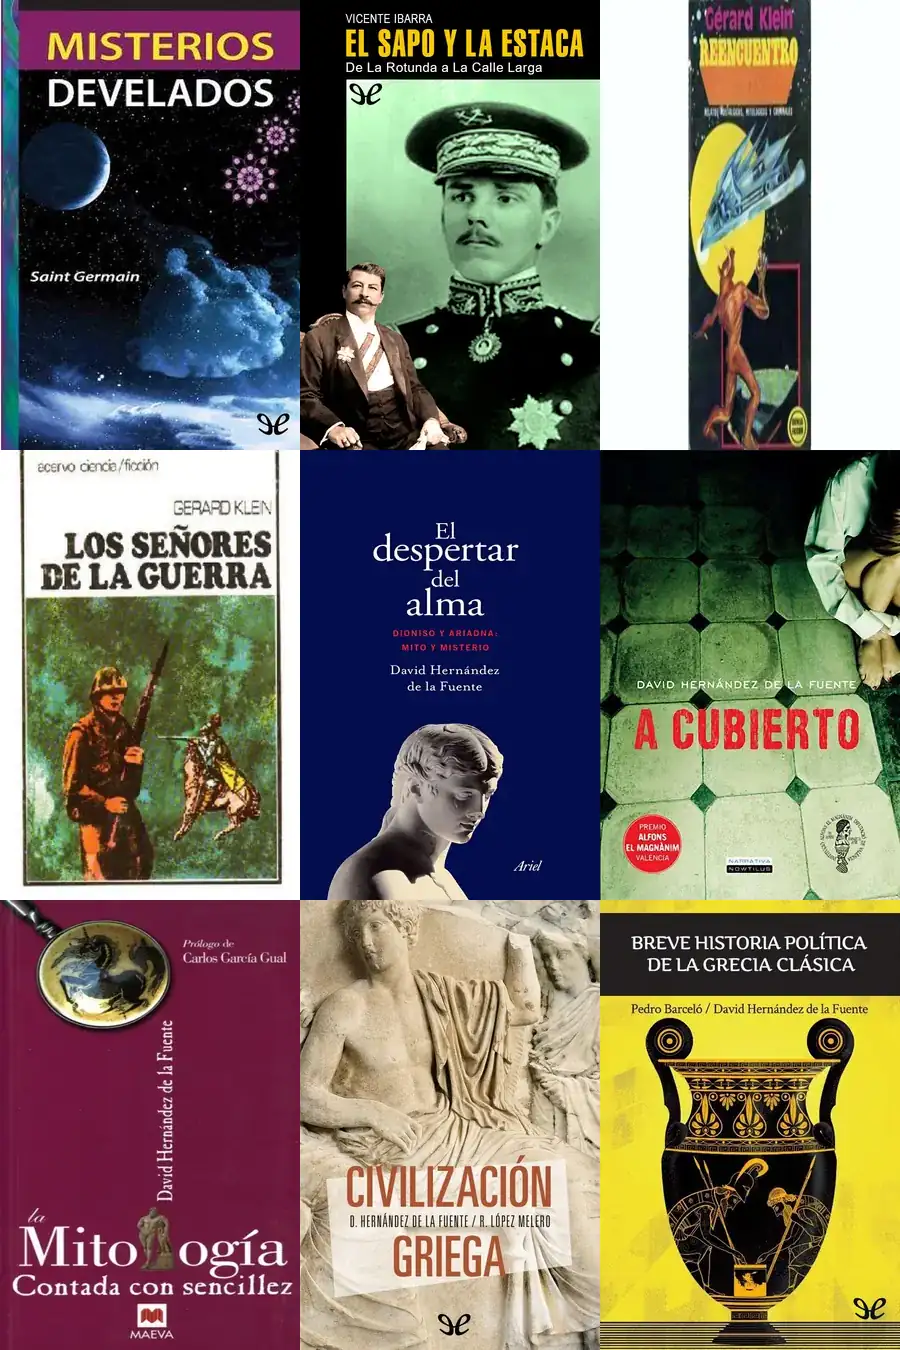 MISTERIOS
DEVELADOS
Saint Germain
VICENTE IBARRA
EL SAPO Y LA ESTACA
De La Rotunda a La Calle Larga
Gérard Klein
REENCUENTRO
acervo ciencia/ficción
GERARD KLEIN
LOS SEÑORES
DE LA GUERRA
El
despertar
del
alma
DIONISO Y ARIADNA:
MITO Y MISTERIO
David Hernández
de la Fuente
Ariel
DAVID HERNÁNDEZ DE LA FUENTE
A CUBIERTO
PREMIO
ALFONS
EL MAGNÀNIM
VALENCIA
NARRATIVA
NOWTILUS
Prólogo de
Carlos García Gual
David Hernández de la Fuente
la
Mitología
Contada con sencillez
MAEVA
CIVILIZACIÓN
D. HERNÁNDEZ DE LA FUENTE / R. LÓPEZ MELERO
GRIEGA
BREVE HISTORIA POLÍTICA
DE LA GRECIA CLÁSICA
Pedro Barceló / David Hernández de la Fuente